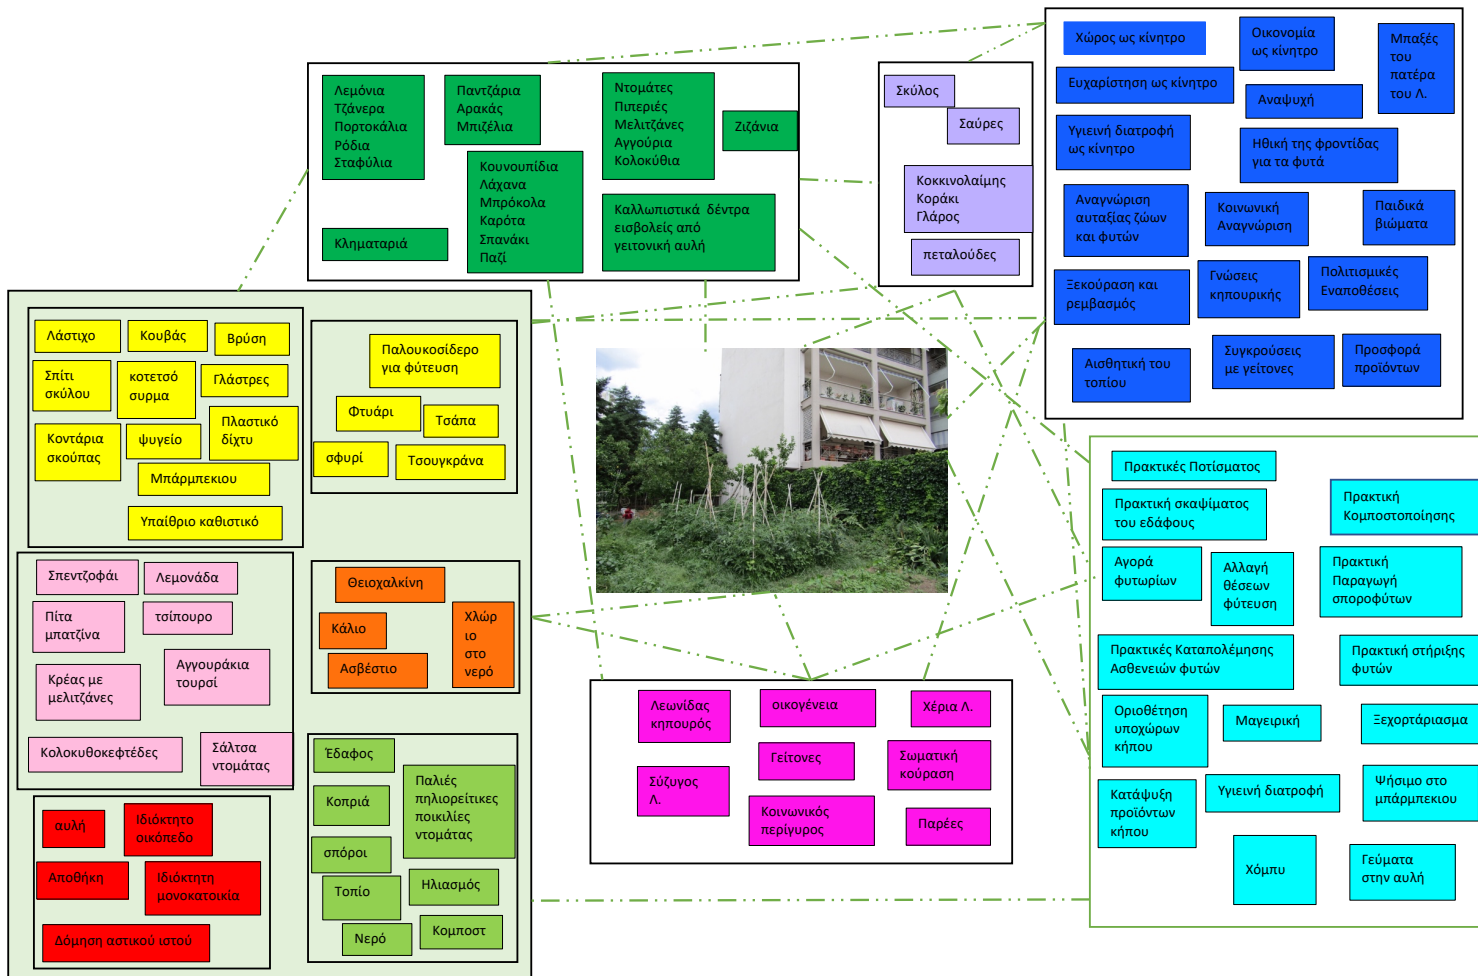 Λεμόνια
Τζάνερα
Πορτοκάλια
Ρόδια
Σταφύλια
Παντζάρια
Αρακάς
Μπιζέλια
Κουνουπίδια
Λάχανα
Μπρόκολα
Καρότα
Σπανάκι
Παζί
Ντομάτες
Πιπεριές
Μελιτζάνες
Αγγούρια
Κολοκύθια
Ζιζάνια
Κληματαριά
Καλλωπιστικά δέντρα
εισβολείς από
γειτονική αυλή
Σκύλος
Σαύρες
Κοκκινολαίμης
Κοράκι
Γλάρος
πεταλούδες
Χώρος ως κίνητρο
Οικονομία
ως κίνητρο
Μπαξές
του
πατέρα
του Λ.
Ευχαρίστηση ως κίνητρο
Αναψυχή
Υγιεινή διατροφή
ως κίνητρο
Ηθική της φροντίδας
για τα φυτά
Αναγνώριση
αυταξίας ζώων
και φυτών
Κοινωνική
Αναγνώριση
Παιδικά
βιώματα
Ξεκούραση και
ρεμβασμός
Γνώσεις
κηπουρικής
Πολιτισμικές
Εναποθέσεις
Αισθητική του
τοπίου
Συγκρούσεις
με γείτονες
Προσφορά
προϊόντων
Λάστιχο
Κουβάς
Βρύση
Σπίτι
σκύλου
κοτετσό
συρμα
Γλάστρες
Κοντάρια
σκούπας
ψυγείο
Πλαστικό
δίχτυ
Μπάρμπεκιου
Υπαίθριο καθιστικό
Παλουκοσίδερο
για φύτευση
Φτυάρι
Τσάπα
σφυρί
Τσουγκράνα
Σπεντζοφάι
Λεμονάδα
Πίτα
μπατζίνα
τσίπουρο
Κρέας με
μελιτζάνες
Αγγουράκια
τουρσί
Κολοκυθοκεφτέδες
Σάλτσα
ντομάτας
Θειοχαλκίνη
Κάλιο
Χλώρ
ιο
στο
νερό
Ασβέστιο
αυλή
Ιδιόκτητο
οικόπεδο
Αποθήκη
Ιδιόκτητη
μονοκατοικία
Δόμηση αστικού ιστού
Έδαφος
Κοπριά
Παλιές
πηλιορείτικες
ποικιλίες
ντομάτας
σπόροι
Τοπίο
Ηλιασμός
Νερό
Κομποστ
Λεωνίδας
κηπουρός
οικογένεια
Χέρια Λ.
Γείτονες
Σωματική
κούραση
Σύζυγος
Λ.
Κοινωνικός
περίγυρος
Παρέες
Πρακτικές Ποτίσματος
Πρακτική σκαψίματος
του εδάφους
Πρακτική
Κομποστοποίησης
Αγορά
φυτωρίων
Αλλαγή
θέσεων
φύτευση
Πρακτική
Παραγωγή
σποροφύτων
Πρακτικές Καταπολέμησης
Ασθενειών φυτών
Πρακτική στήριξης
φυτών
Οριοθέτηση
υποχώρων
κήπου
Μαγειρική
Ξεχορτάριασμα
Κατάψυξη
προϊόντων
κήπου
Υγιεινή διατροφή
Ψήσιμο στο
μπάρμπεκιου
Χόμπυ
Γεύματα
στην αυλή